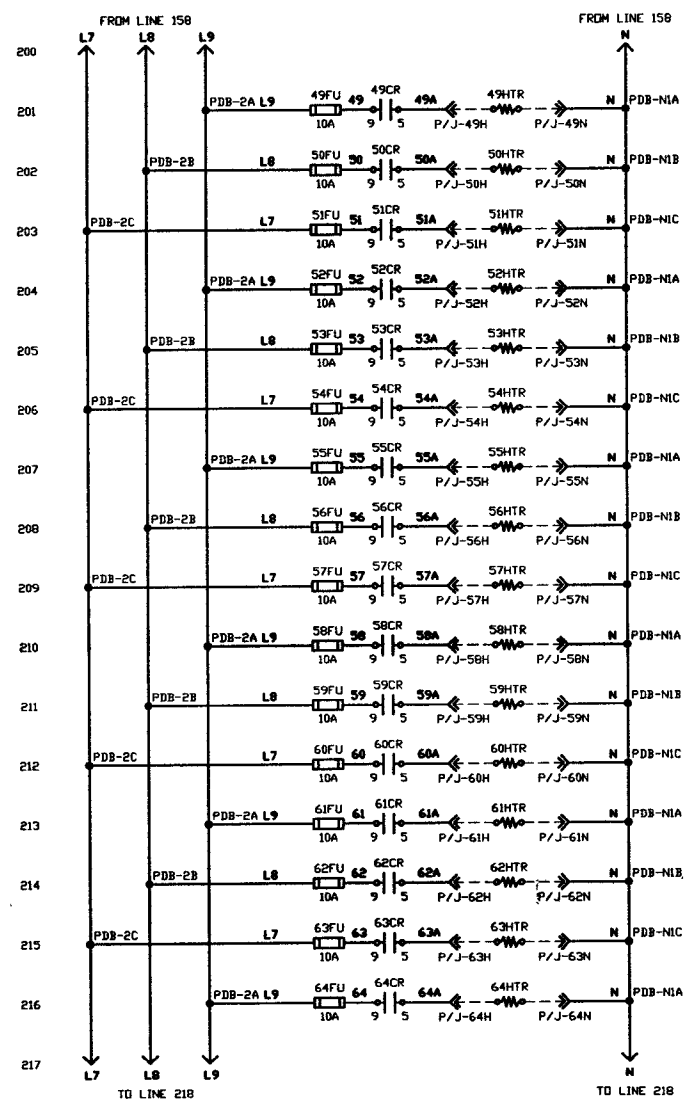 FROM LINE 158 FROM LINE 158
L7 L8 L9 N
200
201 PDB-2A L9 49FU 10A 49 49CR 9 5 49A P/J-49H 49HTR P/J-49N N PDB-N1A
202 PDB-2B L8 50FU 10A 50 50CR 9 5 50A P/J-50H 50HTR P/J-50N N PDB-N1B
203 PDB-2C L7 51FU 10A 51 51CR 9 5 51A P/J-51H 51HTR P/J-51N N PDB-N1C
204 PDB-2A L9 52FU 10A 52 52CR 9 5 52A P/J-52H 52HTR P/J-52N N PDB-N1A
205 PDB-2B L8 53FU 10A 53 53CR 9 5 53A P/J-53H 53HTR P/J-53N N PDB-N1B
206 PDB-2C L7 54FU 10A 54 54CR 9 5 54A P/J-54H 54HTR P/J-54N N PDB-N1C
207 PDB-2A L9 55FU 10A 55 55CR 9 5 55A P/J-55H 55HTR P/J-55N N PDB-N1A
208 PDB-2B L8 56FU 10A 56 56CR 9 5 56A P/J-56H 56HTR P/J-56N N PDB-N1B
209 PDB-2C L7 57FU 10A 57 57CR 9 5 57A P/J-57H 57HTR P/J-57N N PDB-N1C
210 PDB-2A L9 58FU 10A 58 58CR 9 5 58A P/J-58H 58HTR P/J-58N N PDB-N1A
211 PDB-2B L8 59FU 10A 59 59CR 9 5 59A P/J-59H 59HTR P/J-59N N PDB-N1B
212 PDB-2C L7 60FU 10A 60 60CR 9 5 60A P/J-60H 60HTR P/J-60N N PDB-N1C
213 PDB-2A L9 61FU 10A 61 61CR 9 5 61A P/J-61H 61HTR P/J-61N N PDB-N1A
214 PDB-2B L8 62FU 10A 62 62CR 9 5 62A P/J-62H 62HTR P/J-62N N PDB-N1B
215 PDB-2C L7 63FU 10A 63 63CR 9 5 63A P/J-63H 63HTR P/J-63N N PDB-N1C
216 PDB-2A L9 64FU 10A 64 64CR 9 5 64A P/J-64H 64HTR P/J-64N N PDB-N1A
217
L7 L8 L9 N
TO LINE 218 TO LINE 218